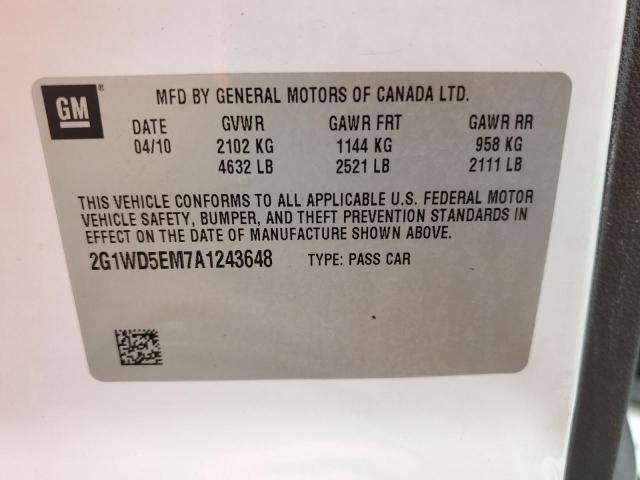 GM ® MFD BY GENERAL MOTORS OF CANADA LTD.
DATE GVWR GAWR FRT GAWR RR
04/10 2102 KG 1144 KG 958 KG
4632 LB 2521 LB 2111 LB
THIS VEHICLE CONFORMS TO ALL APPLICABLE U.S. FEDERAL MOTOR
VEHICLE SAFETY, BUMPER, AND THEFT PREVENTION STANDARDS IN
EFFECT ON THE DATE OF MANUFACTURE SHOWN ABOVE.
2G1WD5EM7A1243648 TYPE: PASS CAR